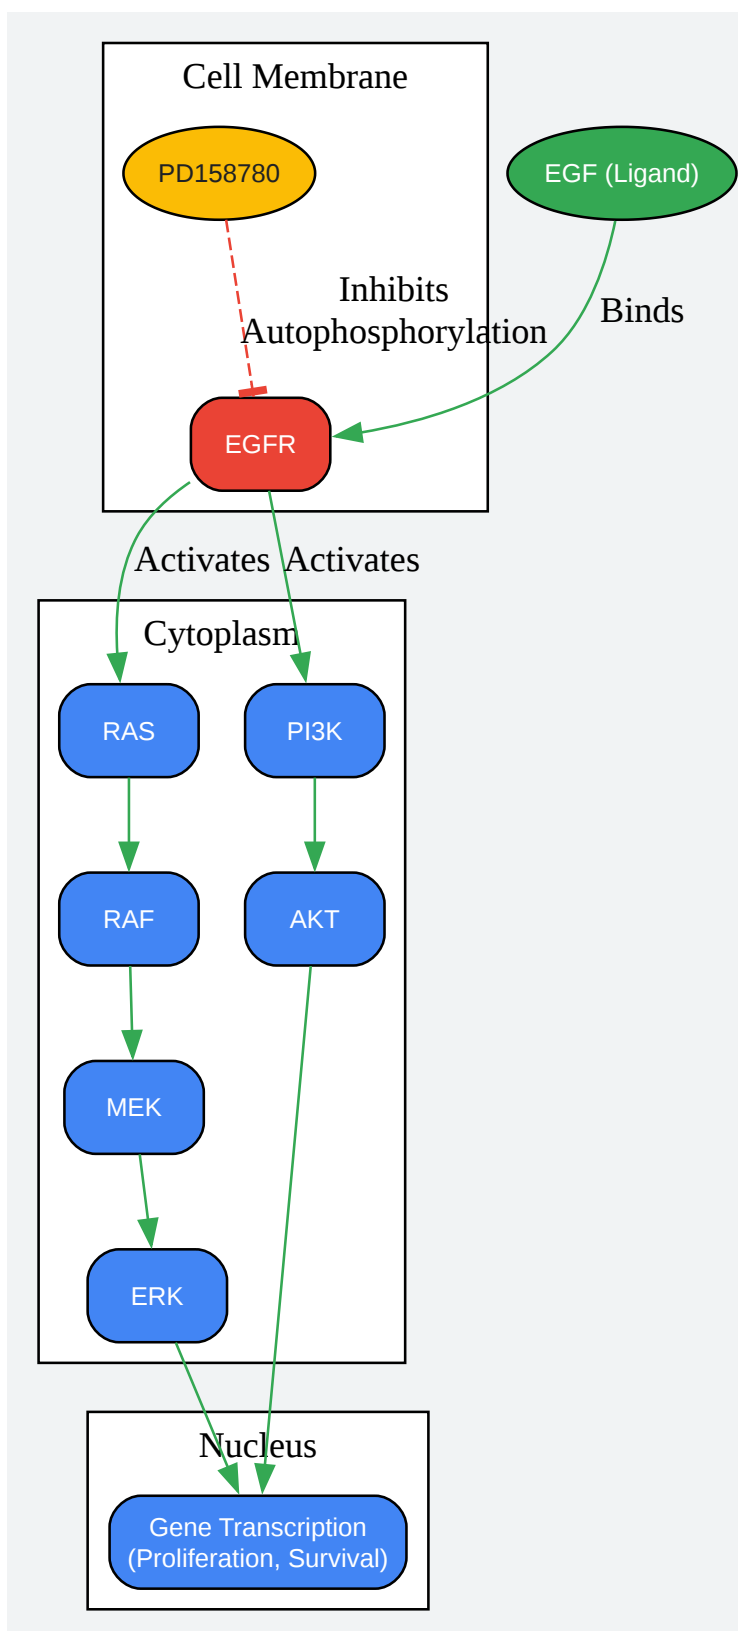 Cell Membrane
PD158780
EGF (Ligand)
Inhibits
Autophosphorylation
Binds
EGFR
Activates
Activates
Cytoplasm
RAS
PI3K
RAF
AKT
MEK
ERK
Nucleus
Gene Transcription
(Proliferation, Survival)